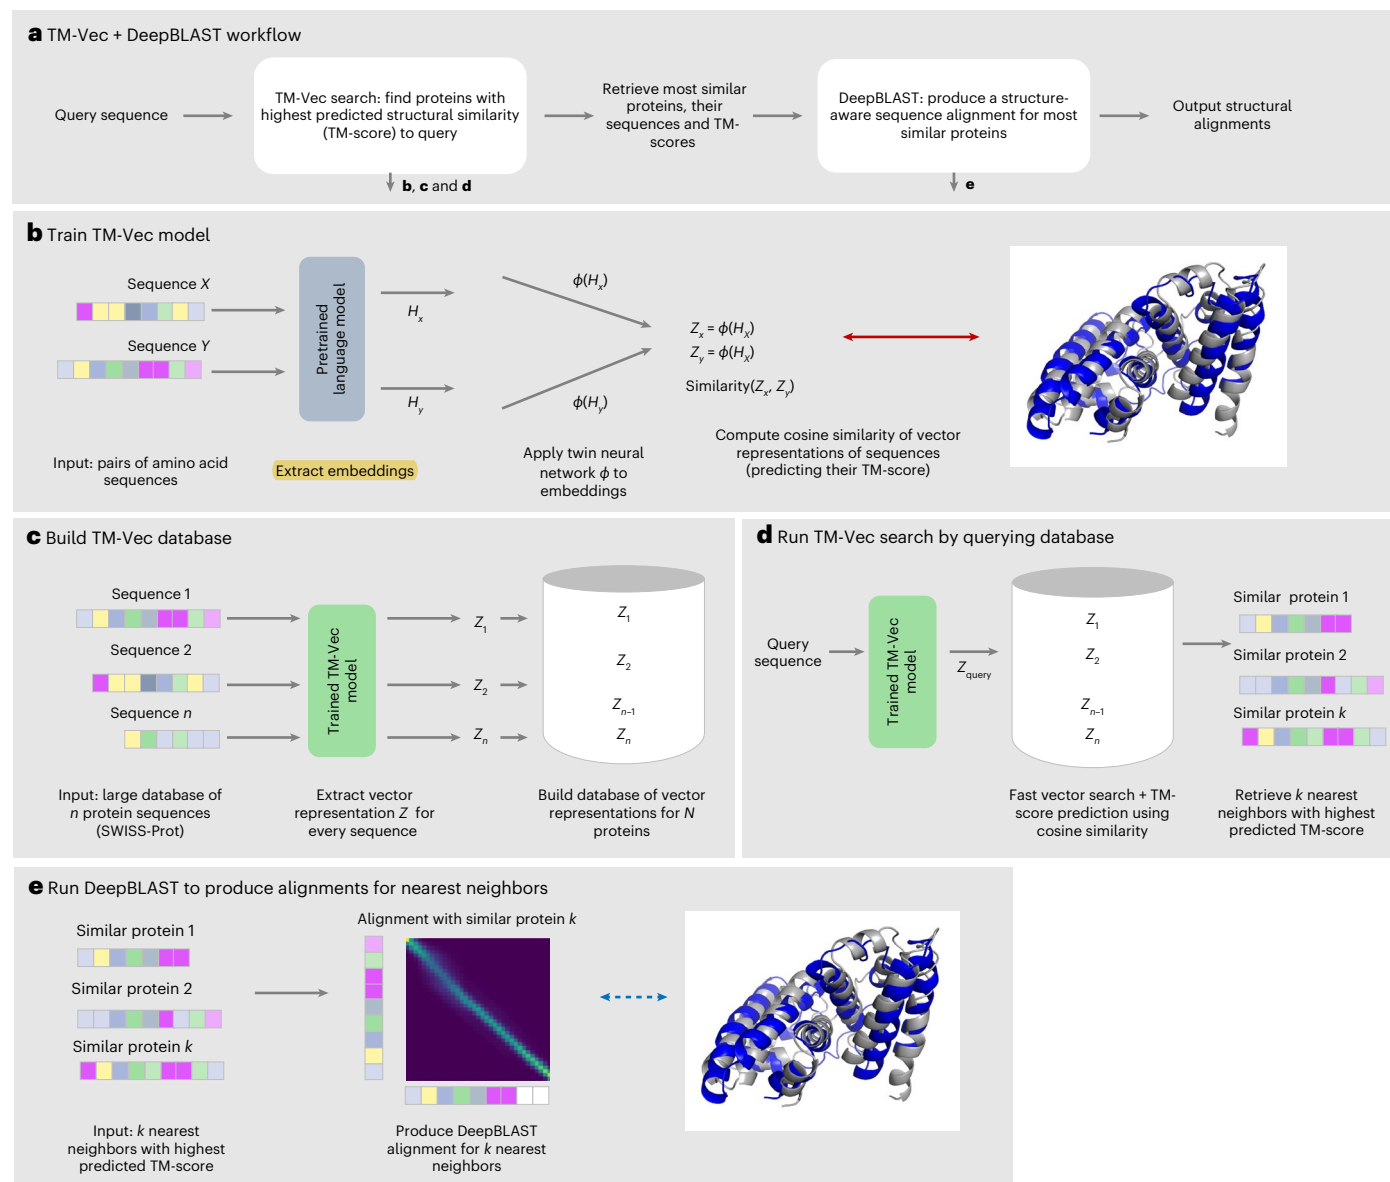 a TM-Vec + DeepBLAST workflow
Query sequence
TM-Vec search: find proteins with
highest predicted structural similarity
(TM-score) to query
Retrieve most similar
proteins, their
sequences and TM-
scores
DeepBLAST: produce a structure-
aware sequence alignment for most
similar proteins
Output structural
alignments
b, c and d
e
b Train TM-Vec model
Sequence X
Sequence Y
Pretrained
language model
Hx
Hy
ϕ(Hx)
ϕ(Hy)
Zx = ϕ(HX)
Zy = ϕ(HX)
Similarity(Zx, Zy)
Input: pairs of amino acid
sequences
Extract embeddings
Apply twin neural
network ϕ to
embeddings
Compute cosine similarity of vector
representations of sequences
(predicting their TM-score)
c Build TM-Vec database
Sequence 1
Sequence 2
Sequence n
Trained TM-Vec
model
Z1
Z2
Zn
Z1
Z2
Zn–1
Zn
Input: large database of
n protein sequences
(SWISS-Prot)
Extract vector
representation Z for
every sequence
Build database of vector
representations for N
proteins
d Run TM-Vec search by querying database
Query
sequence
Trained TM-Vec
model
Zquery
Z1
Z2
Zn–1
Zn
Similar protein 1
Similar protein 2
Similar protein k
Fast vector search + TM-
score prediction using
cosine similarity
Retrieve k nearest
neighbors with highest
predicted TM-score
e Run DeepBLAST to produce alignments for nearest neighbors
Similar protein 1
Similar protein 2
Similar protein k
Alignment with similar protein k
Input: k nearest
neighbors with highest
predicted TM-score
Produce DeepBLAST
alignment for k nearest
neighbors